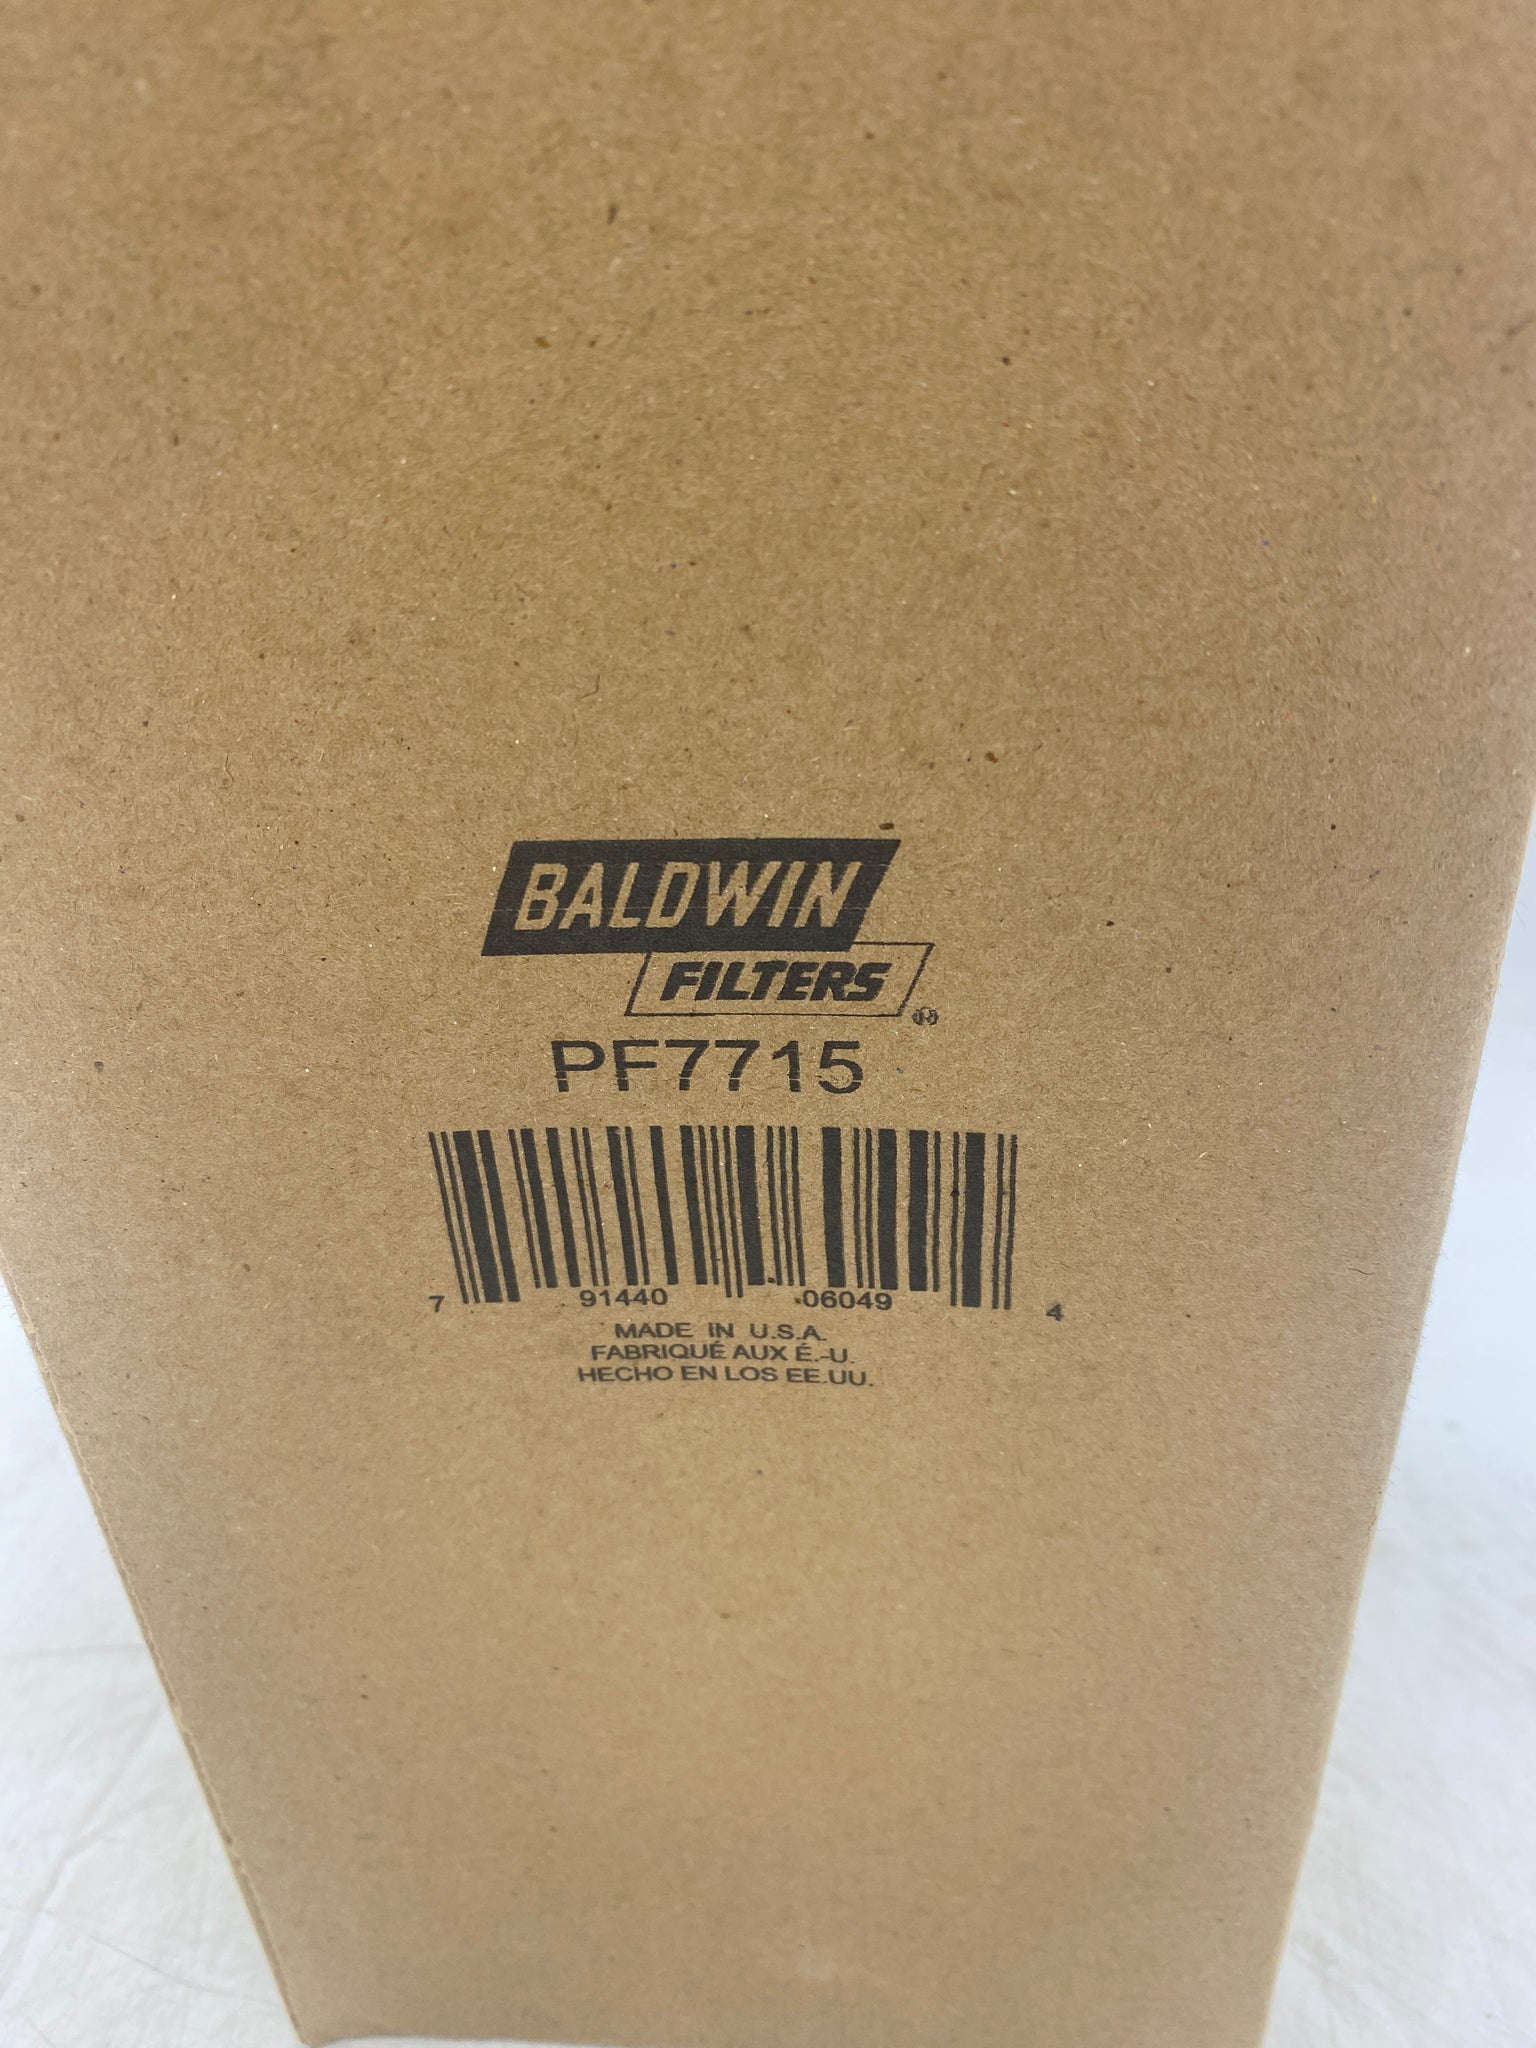 BALDWIN
FILTERS®
PF7715
7 91440 06049 4
MADE IN U.S.A.
FABRIQUÉ AUX É.-U.
HECHO EN LOS EE.UU.